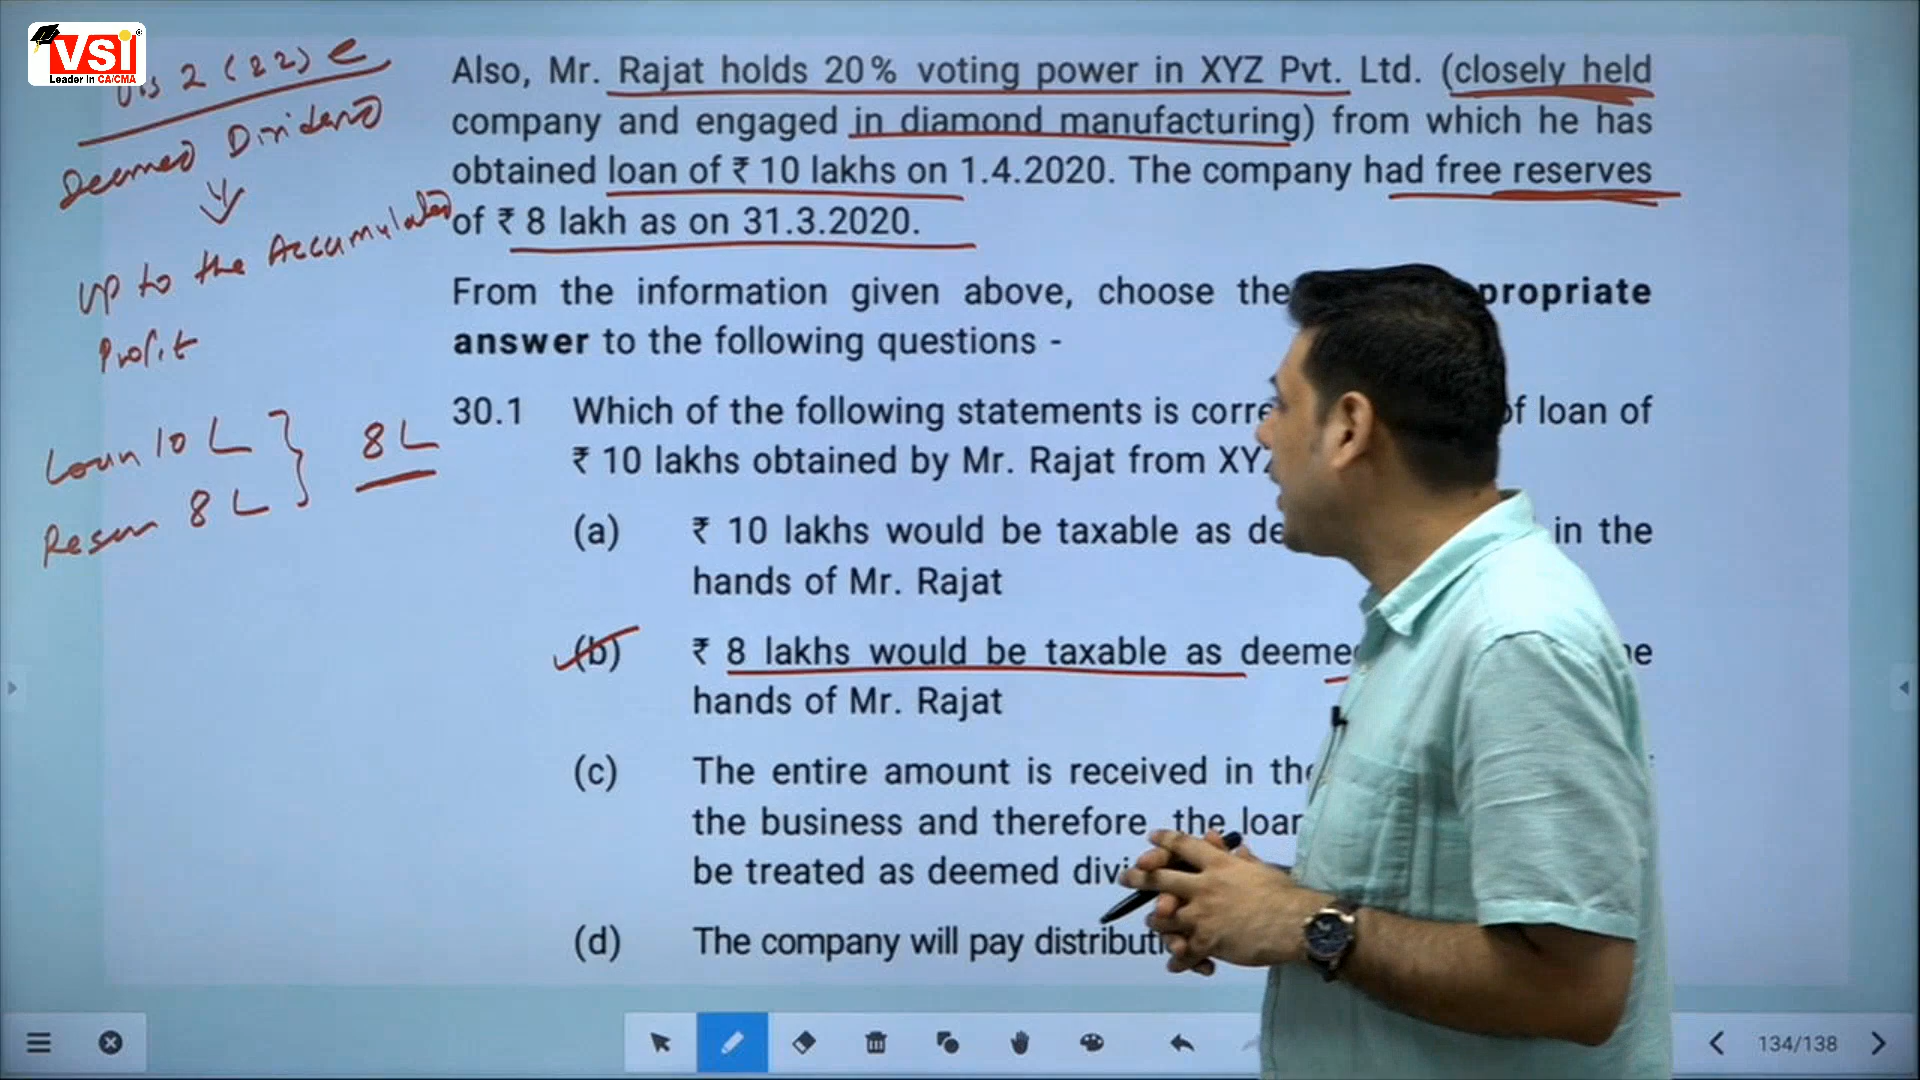 VSI
Leader in CA/CMA
U/s 2 (22) e
Deemed Dividend
Up to the Accumulated
Profit
Loan 10 L
8 L
Reserv 8 L
Also, Mr. Rajat holds 20% voting power in XYZ Pvt. Ltd. (closely held
company and engaged in diamond manufacturing) from which he has
obtained loan of ₹ 10 lakhs on 1.4.2020. The company had free reserves
of ₹ 8 lakh as on 31.3.2020.
From the information given above, choose the propriate
answer to the following questions -
30.1 Which of the following statements is corre of loan of
₹ 10 lakhs obtained by Mr. Rajat from XYZ
(a) ₹ 10 lakhs would be taxable as de in the
hands of Mr. Rajat
(b) ₹ 8 lakhs would be taxable as deeme
hands of Mr. Rajat
(c) The entire amount is received in the
the business and therefore, the loan
be treated as deemed divi
(d) The company will pay distributi
134/138